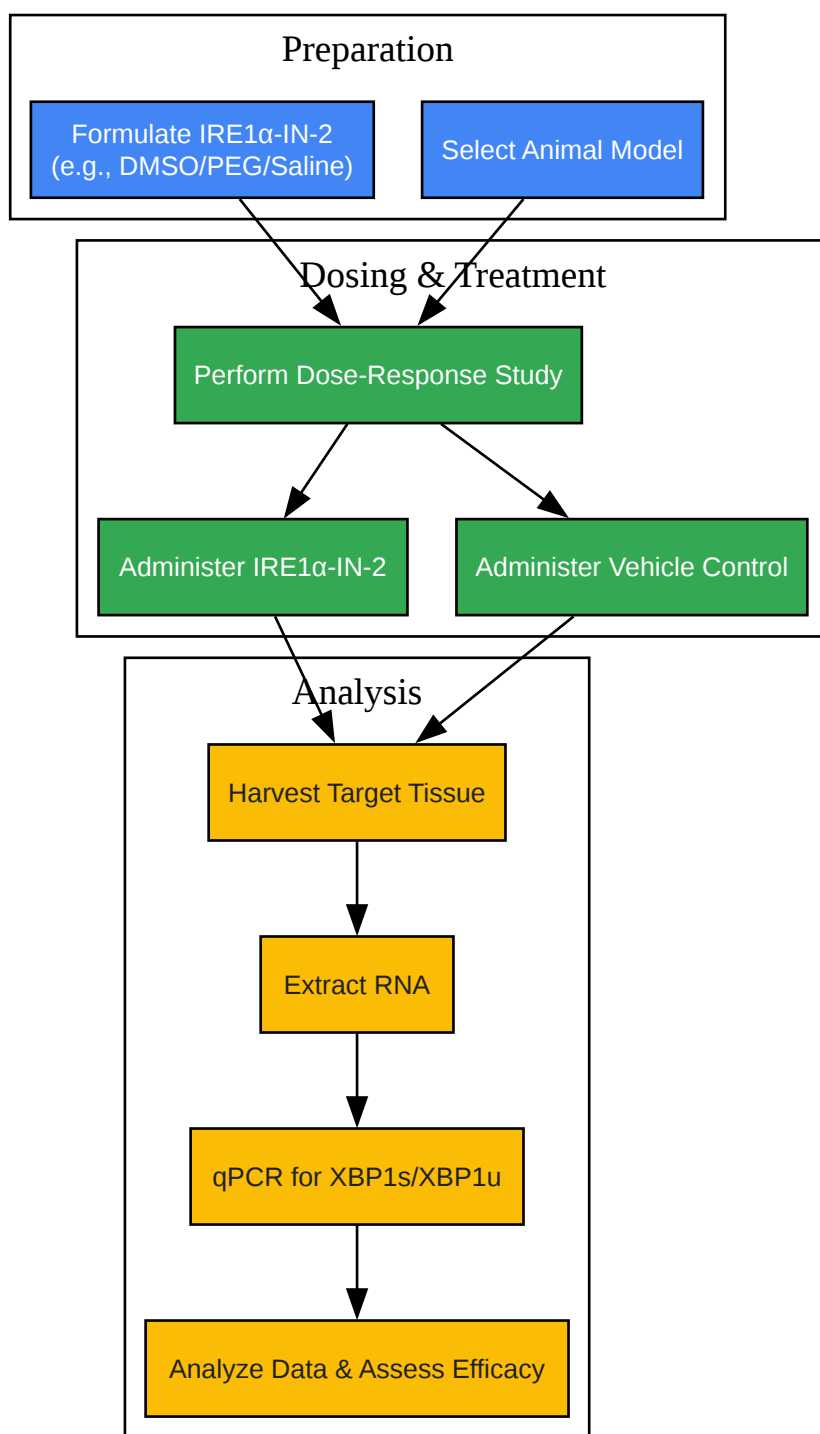 Preparation
Formulate IRE1α-IN-2
(e.g., DMSO/PEG/Saline)
Select Animal Model
Dosing & Treatment
Perform Dose-Response Study
Administer IRE1α-IN-2
Administer Vehicle Control
Analysis
Harvest Target Tissue
Extract RNA
qPCR for XBP1s/XBP1u
Analyze Data & Assess Efficacy